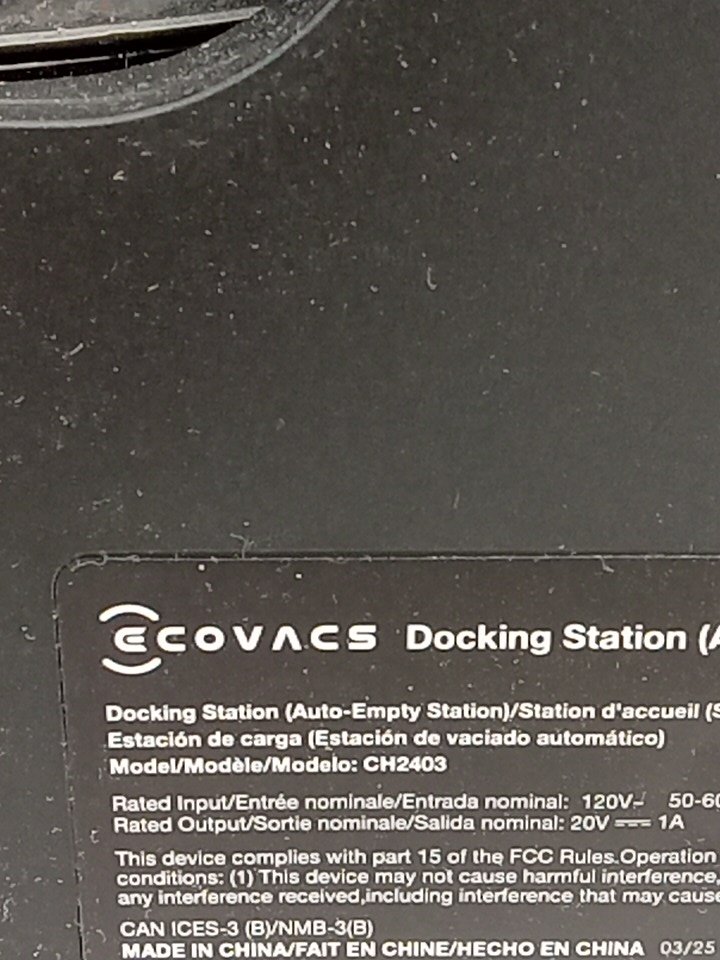 ECOVACS Docking Station (A
Docking Station (Auto-Empty Station)/Station d'accueil (S
Estación de carga (Estación de vaciado automático)
Model/Modèle/Modelo: CH2403
Rated Input/Entrée nominale/Entrada nominal: 120V~ 50-60
Rated Output/Sortie nominale/Salida nominal: 20V ⎓ 1A
This device complies with part 15 of the FCC Rules.Operation
conditions: (1) This device may not cause harmful interference,
any interference received,including interference that may cause
CAN ICES-3 (B)/NMB-3(B)
MADE IN CHINA/FAIT EN CHINE/HECHO EN CHINA 03/25